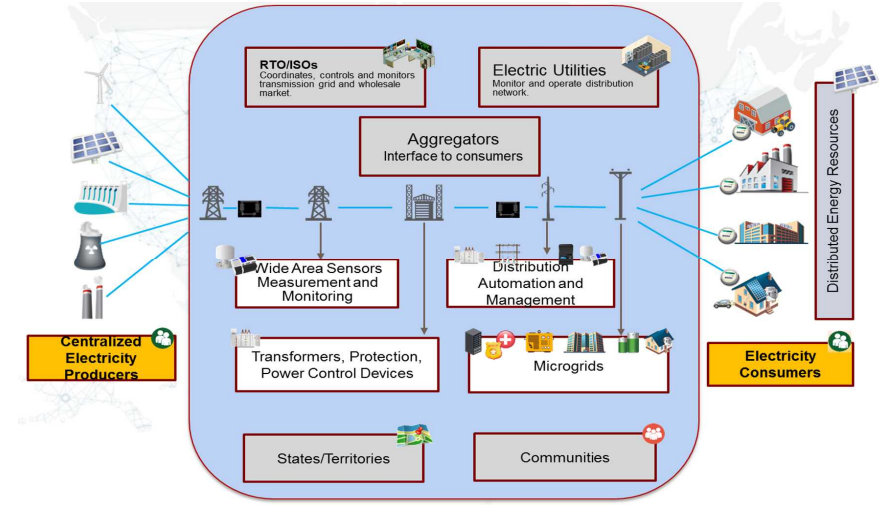 RTO/ISOs
Coordinates, controls and monitors
transmission grid and wholesale
market.
Electric Utilities
Monitor and operate distribution
network.
Aggregators
Interface to consumers
Distributed Energy Resources
Wide Area Sensors
Measurement and
Monitoring
Distribution
Automation and
Management
Centralized
Electricity
Producers
Transformers, Protection,
Power Control Devices
Microgrids
Electricity
Consumers
States/Territories
Communities